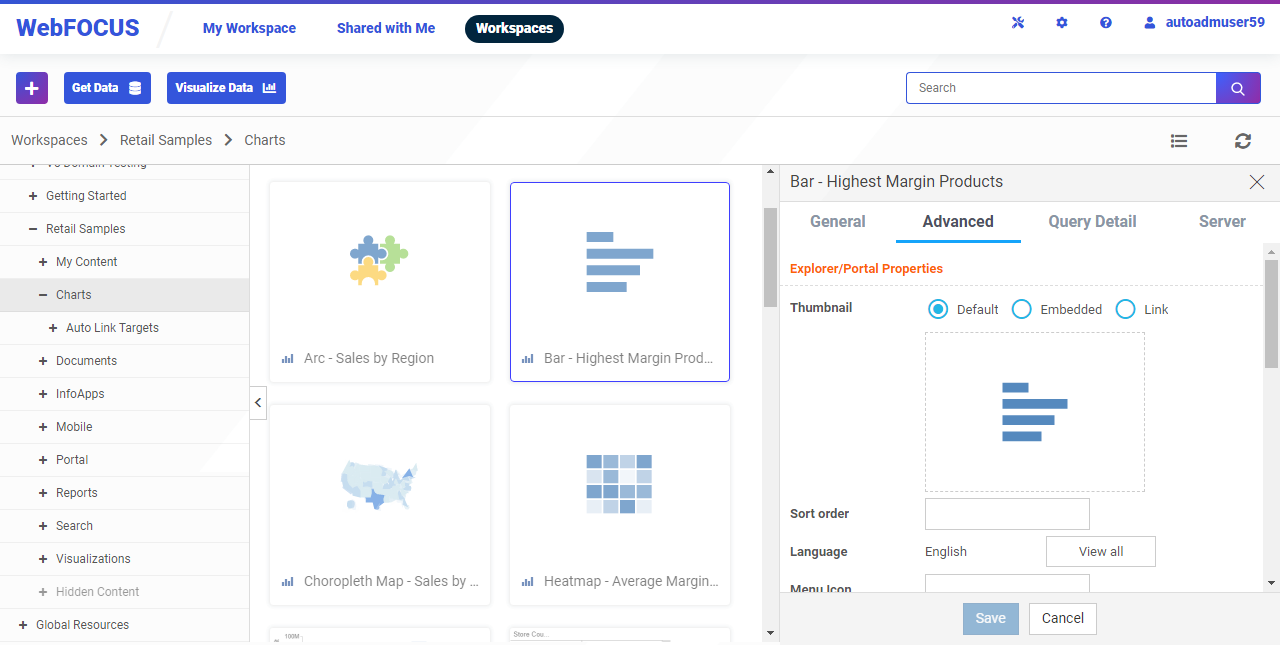 WebFOCUS
My Workspace
Shared with Me
Workspaces
autoadmuser59
Get Data
Visualize Data
Search
Workspaces
Retail Samples
Charts
Domain Testing
Getting Started
Retail Samples
My Content
Charts
Auto Link Targets
Documents
InfoApps
Mobile
Portal
Reports
Search
Visualizations
Hidden Content
Global Resources
Arc - Sales by Region
Bar - Highest Margin Prod...
Choropleth Map - Sales by ...
Heatmap - Average Margin...
100M
Store Cou...
Bar - Highest Margin Products
General
Advanced
Query Detail
Server
Explorer/Portal Properties
Thumbnail
Default
Embedded
Link
Sort order
Language
English
View all
Menu Icon
Save
Cancel